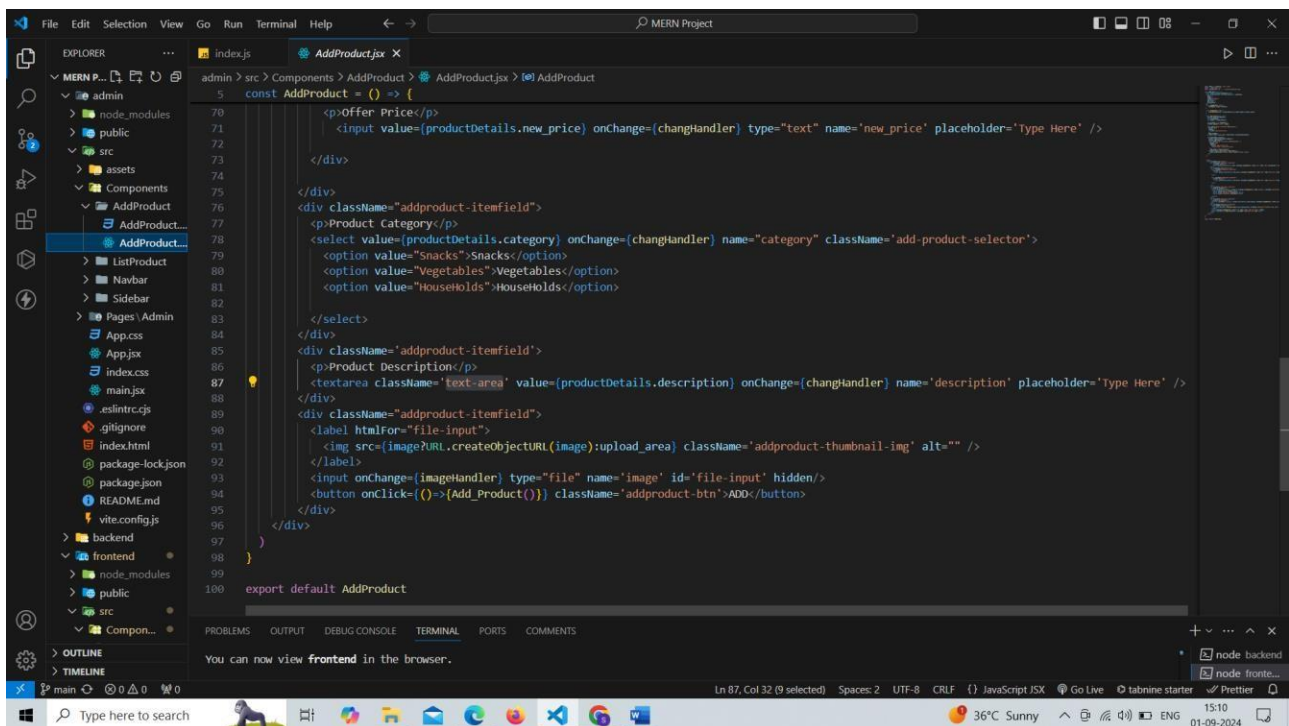 File Edit Selection View Go Run Terminal Help
MERN Project
EXPLORER
MERN P...
admin
node_modules
public
src
assets
Components
AddProduct
AddProduct....
AddProduct....
ListProduct
Navbar
Sidebar
Pages \ Admin
App.css
App.jsx
index.css
main.jsx
.eslintrc.cjs
.gitignore
index.html
package-lock.json
package.json
README.md
vite.config.js
backend
frontend
node_modules
public
src
Compon...
OUTLINE
TIMELINE
index.js
AddProduct.jsx
admin > src > Components > AddProduct > AddProduct.jsx > AddProduct
5 const AddProduct = () => {
70 <p>Offer Price</p>
71 <input value={productDetails.new_price} onChange={changHandler} type="text" name='new_price' placeholder='Type Here' />
72
73 </div>
74
75 </div>
76 <div className="addproduct-itemfield">
77 <p>Product Category</p>
78 <select value={productDetails.category} onChange={changHandler} name="category" className='add-product-selector'>
79 <option value="Snacks">Snacks</option>
80 <option value="Vegetables">Vegetables</option>
81 <option value="HouseHolds">HouseHolds</option>
82
83 </select>
84 </div>
85 <div className='addproduct-itemfield'>
86 <p>Product Description</p>
87 <textarea className='text-area' value={productDetails.description} onChange={changHandler} name='description' placeholder='Type Here' />
88 </div>
89 <div className="addproduct-itemfield">
90 <label htmlFor="file-input">
91 <img src={image?URL.createObjectURL(image):upload_area} className='addproduct-thumbnail-img' alt="" />
92 </label>
93 <input onChange={imageHandler} type="file" name='image' id='file-input' hidden/>
94 <button onClick={()=>{Add_Product()}} className='addproduct-btn'>ADD</button>
95 </div>
96 </div>
97 )
98 }
99
100 export default AddProduct
PROBLEMS OUTPUT DEBUG CONSOLE TERMINAL PORTS COMMENTS
You can now view frontend in the browser.
node backend
node fronte...
main 0 0 0
Ln 87, Col 32 (9 selected) Spaces: 2 UTF-8 CRLF {} JavaScript JSX Go Live tabnine starter Prettier
Type here to search
36°C Sunny
ENG
15:10
01-09-2024